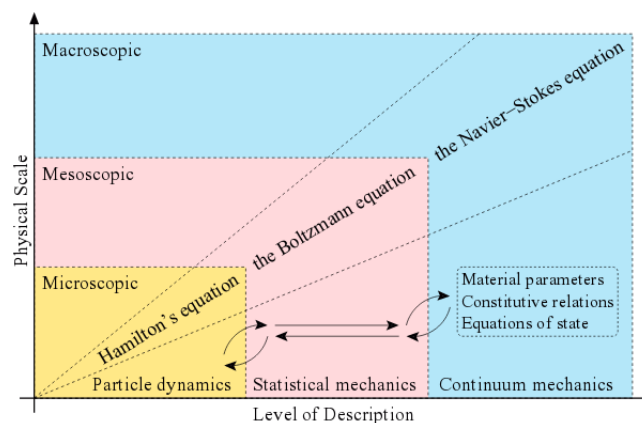 Macroscopic
the Navier–Stokes equation
Physical Scale
Mesoscopic
the Boltzmann equation
Microscopic
Hamilton's equation
Material parameters
Constitutive relations
Equations of state
Particle dynamics
Statistical mechanics
Continuum mechanics
Level of Description